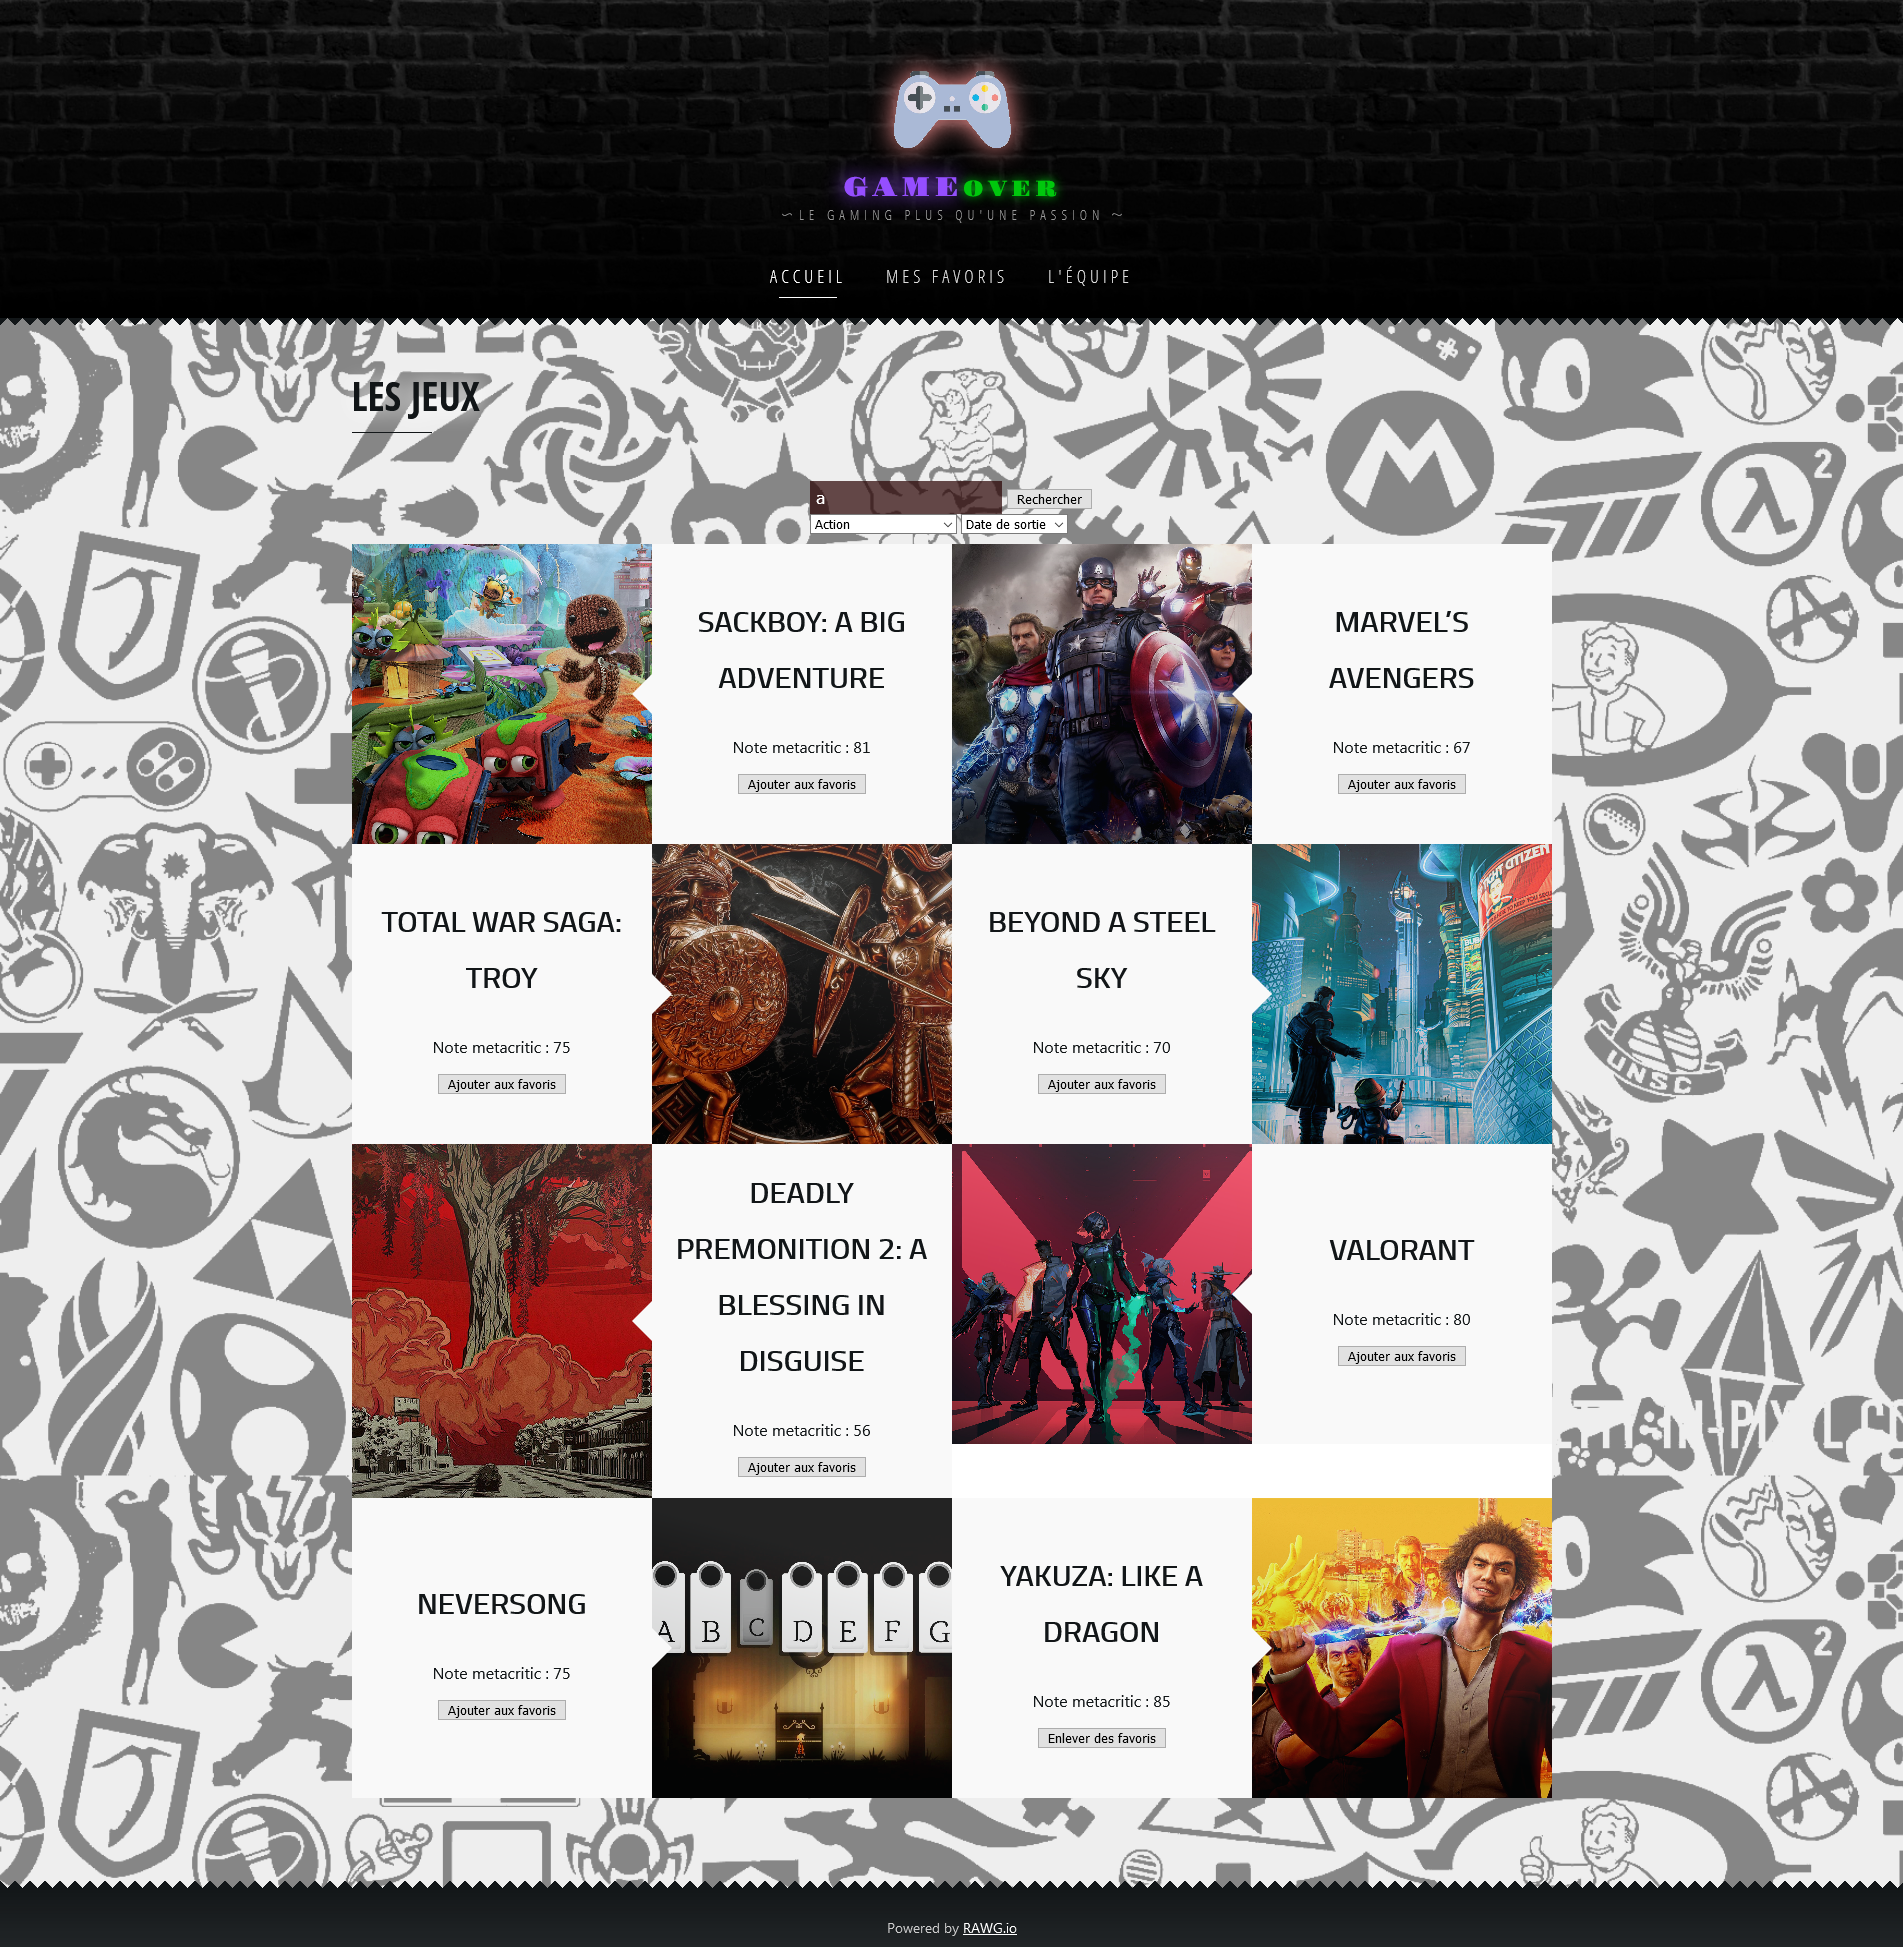 GAMEOVER
~ LE GAMING PLUS QU'UNE PASSION ~
ACCUEIL MES FAVORIS L'ÉQUIPE
LES JEUX
a Rechercher
Action Date de sortie
SACKBOY: A BIG
ADVENTURE
Note metacritic : 81
Ajouter aux favoris
MARVEL'S
AVENGERS
Note metacritic : 67
Ajouter aux favoris
TOTAL WAR SAGA:
TROY
Note metacritic : 75
Ajouter aux favoris
BEYOND A STEEL
SKY
Note metacritic : 70
Ajouter aux favoris
CITIZEN
UNSC
DEADLY
PREMONITION 2: A
BLESSING IN
DISGUISE
Note metacritic : 56
Ajouter aux favoris
VALORANT
Note metacritic : 80
Ajouter aux favoris
NEVERSONG
Note metacritic : 75
Ajouter aux favoris
A B C D E F G
YAKUZA: LIKE A
DRAGON
Note metacritic : 85
Enlever des favoris
Powered by RAWG.io